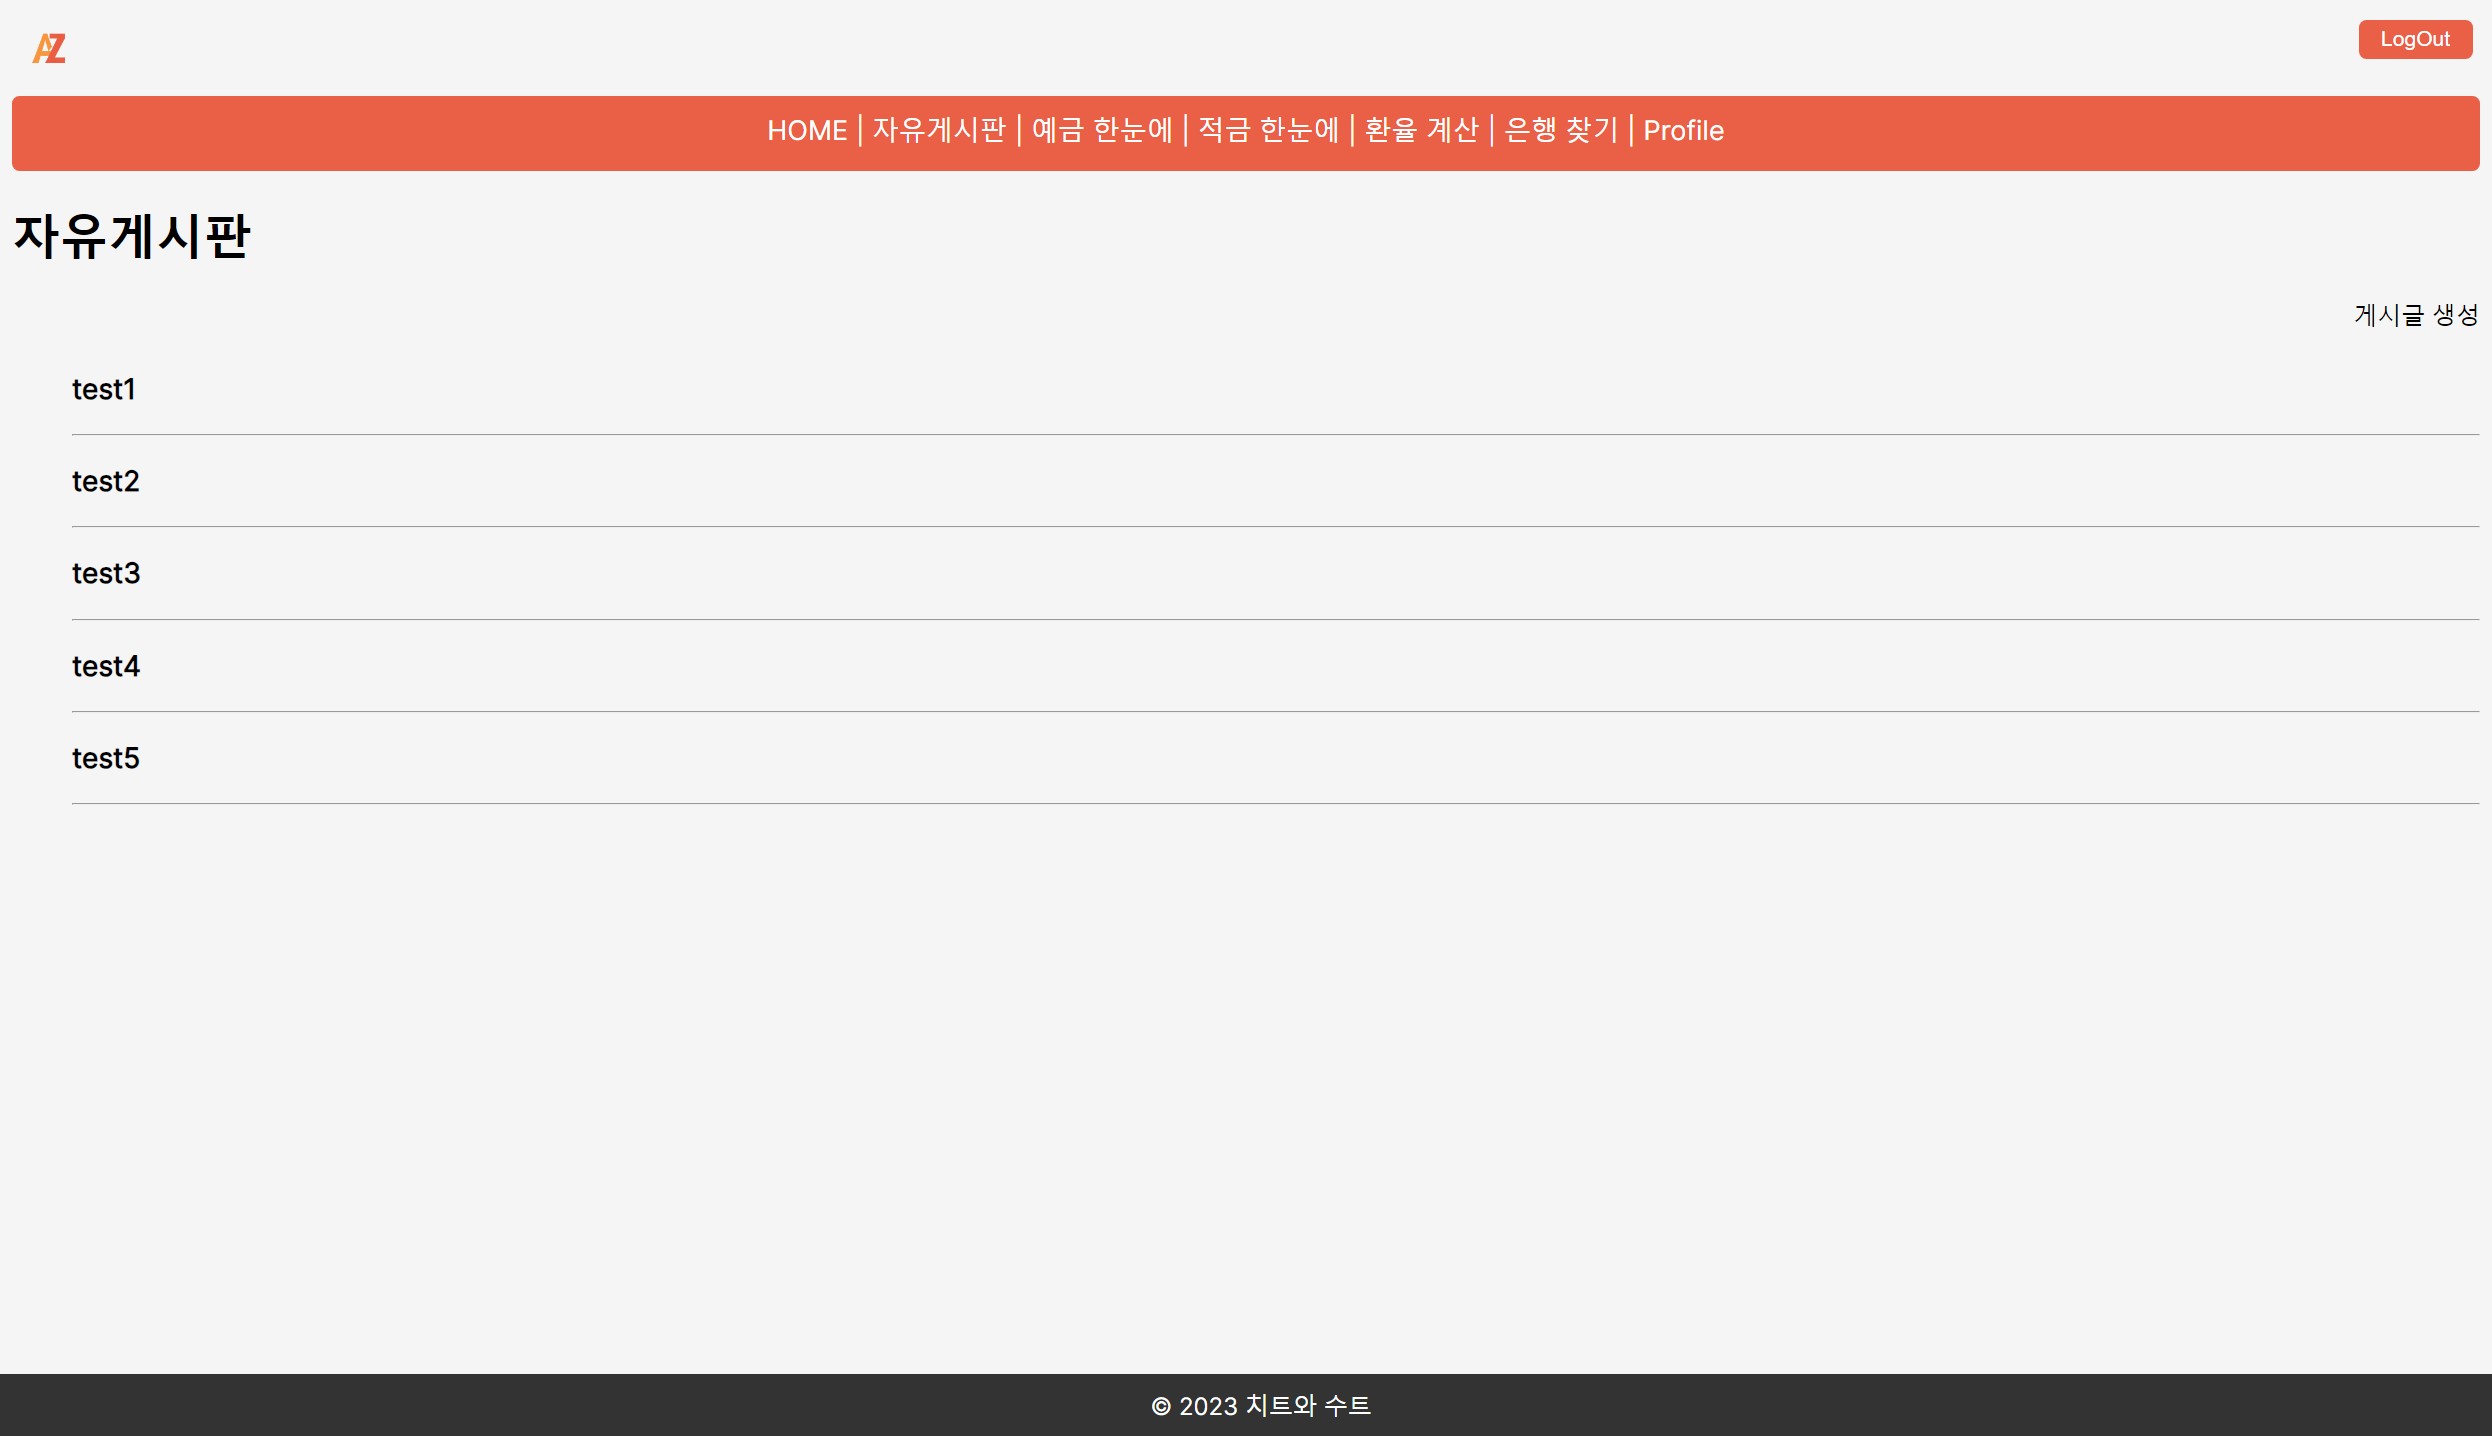 AZ
LogOut
HOME | 자유게시판 | 예금 한눈에 | 적금 한눈에 | 환율 계산 | 은행 찾기 | Profile
자유게시판
게시글 생성
test1
test2
test3
test4
test5
© 2023 치트와 수트